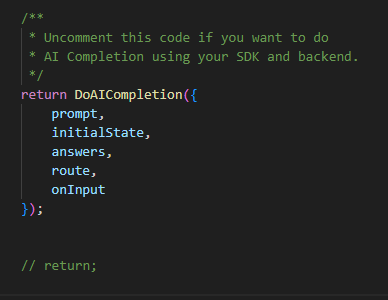 /**
 * Uncomment this code if you want to do
 * AI Completion using your SDK and backend.
 */
return DoAICompletion({
    prompt,
    initialState,
    answers,
    route,
    onInput
});
// return;